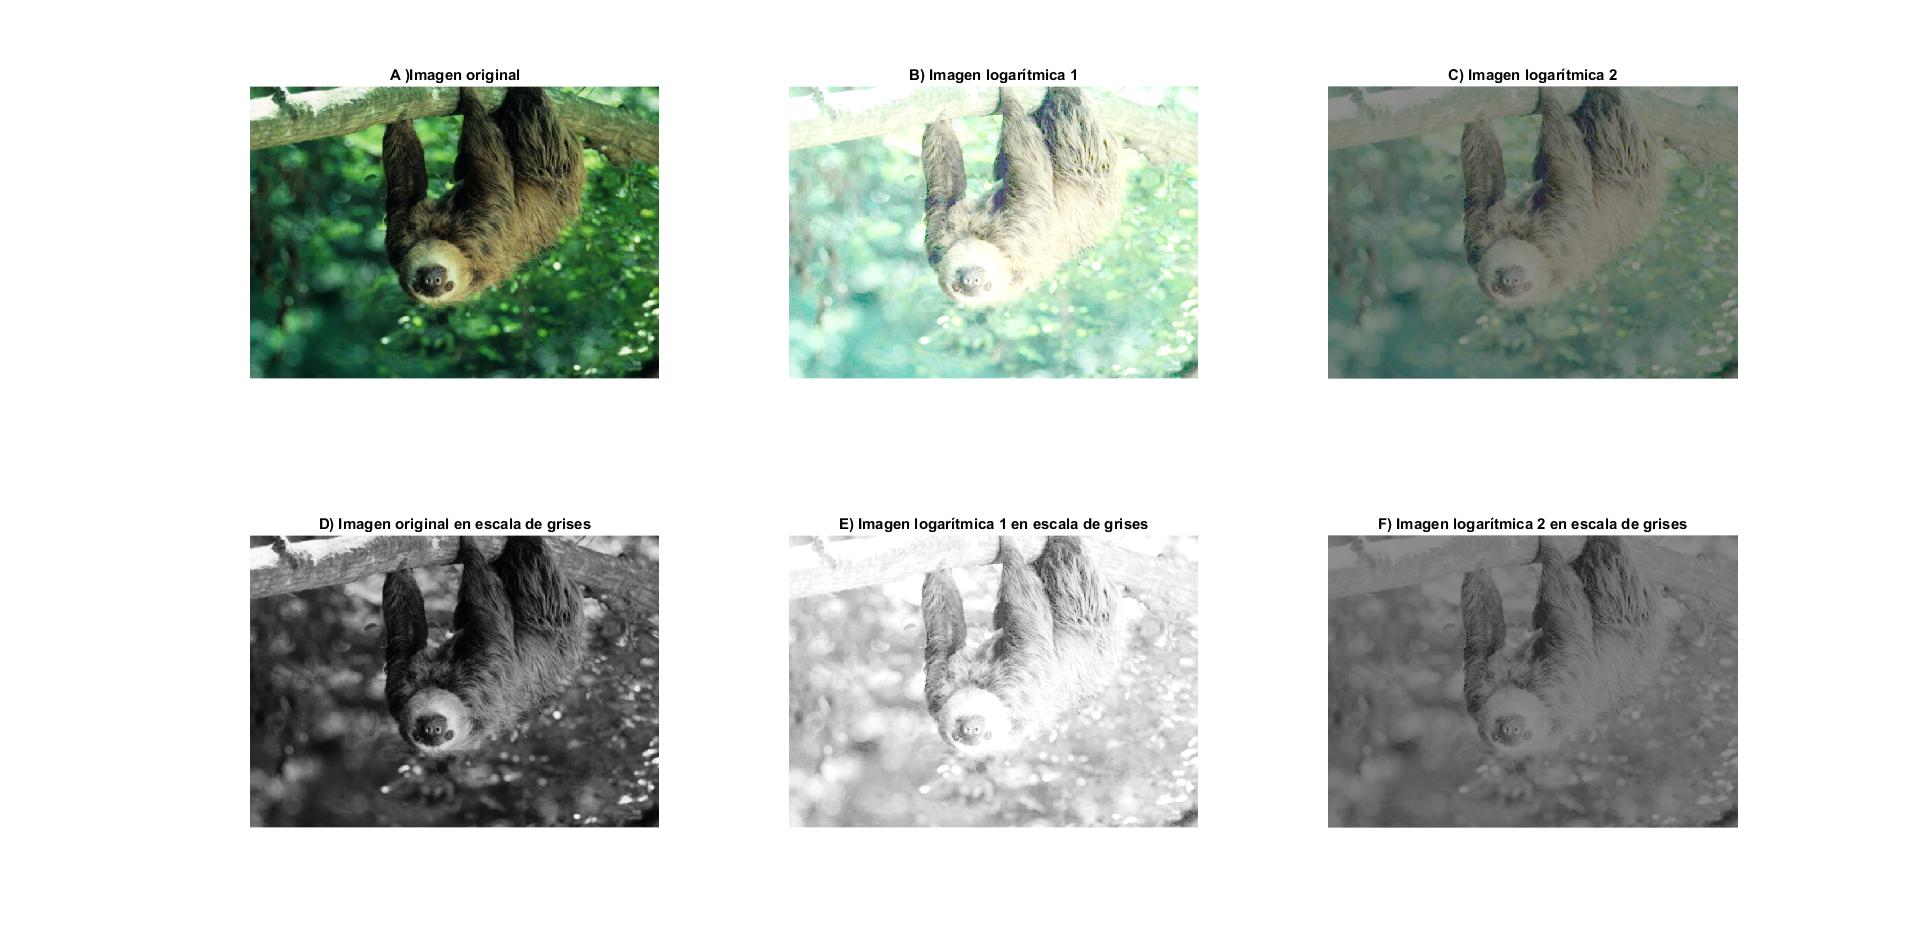 A )Imagen original
B) Imagen logarítmica 1
C) Imagen logarítmica 2
D) Imagen original en escala de grises
E) Imagen logarítmica 1 en escala de grises
F) Imagen logarítmica 2 en escala de grises